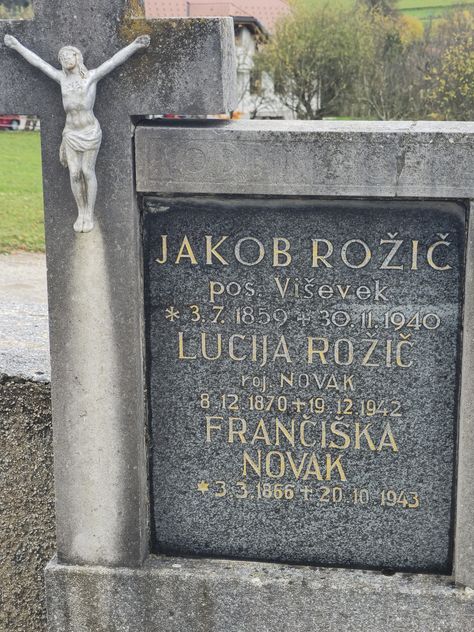 JAKOB ROŽIČ
pos. Viševek
* 3.7. 1859 + 30.11.1940
LUCIJA ROZIČ
roj. NOVAK
8.12.1870 + 19.12.1942
FRANČIŠKA
NOVAK
* 3.3.1866 + 20.10.1943